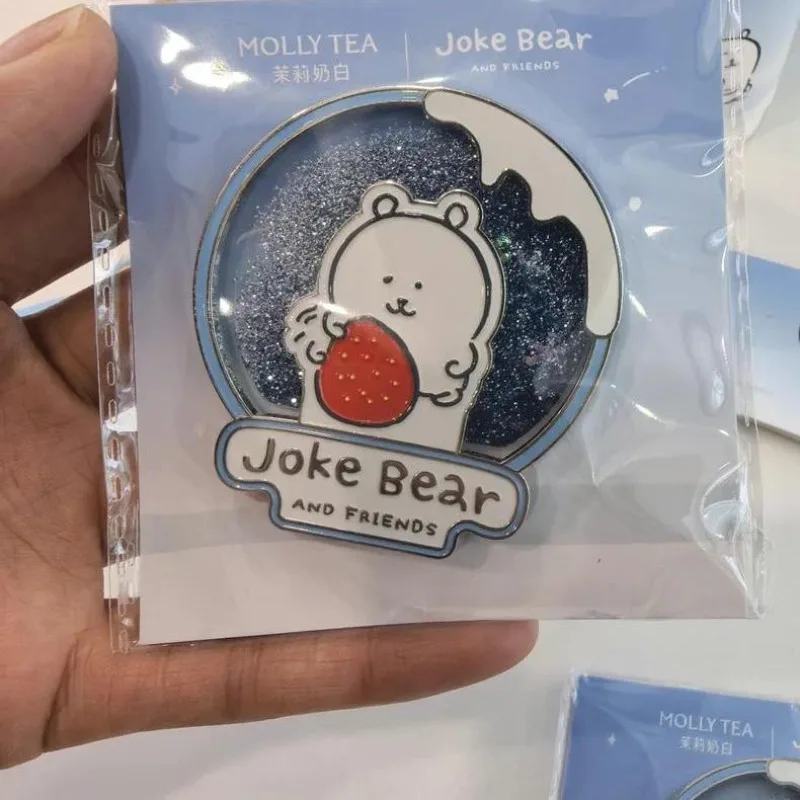 MOLLY TEA
茉莉奶白
Joke Bear
AND FRIENDS
Joke Bear
AND FRIENDS
MOLLY TEA
茉莉奶白